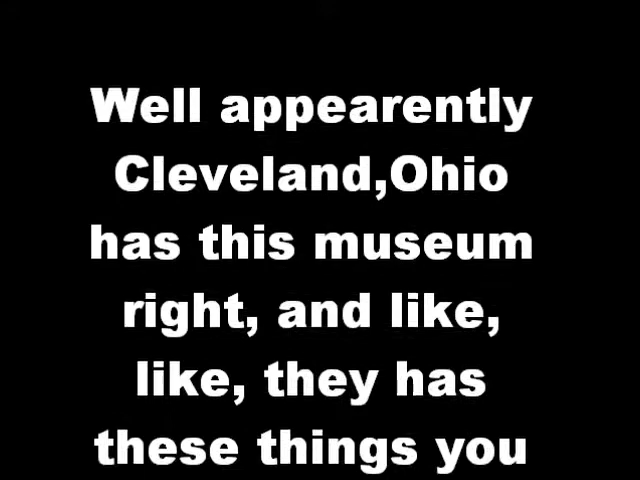 Well appearently
Cleveland,Ohio
has this museum
right, and like,
like, they has
these things you